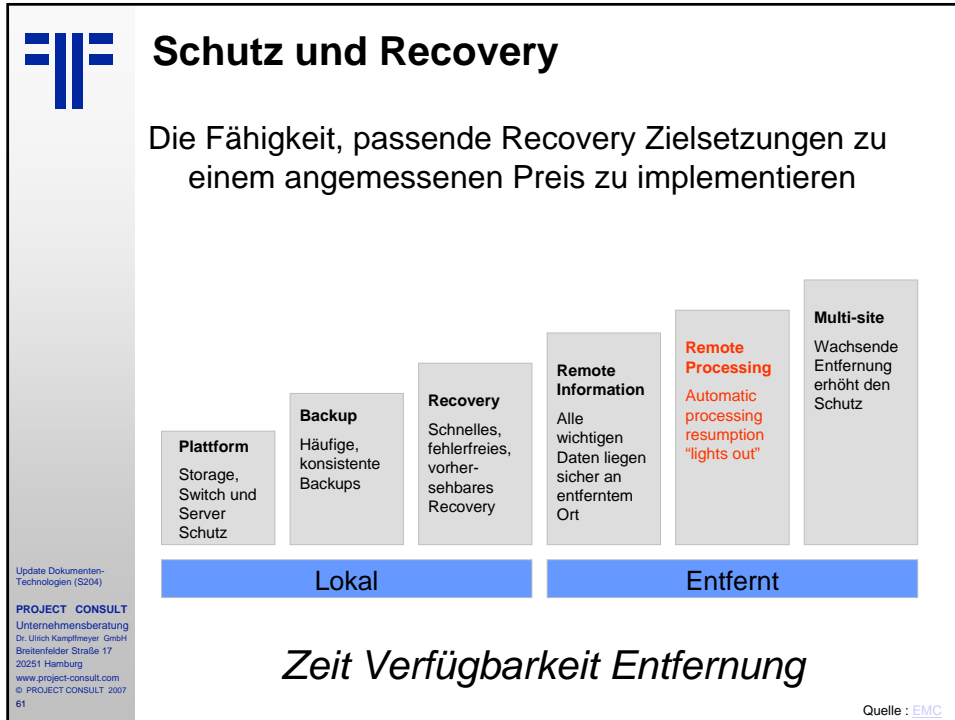 Schutz und Recovery
Die Fähigkeit, passende Recovery Zielsetzungen zu
einem angemessenen Preis zu implementieren
Plattform
Storage,
Switch und
Server
Schutz
Backup
Häufige,
konsistente
Backups
Recovery
Schnelles,
fehlerfreies,
vorher-
sehbares
Recovery
Remote
Information
Alle
wichtigen
Daten liegen
sicher an
entferntem
Ort
Remote
Processing
Automatic
processing
resumption
“lights out”
Multi-site
Wachsende
Entfernung
erhöht den
Schutz
Lokal
Entfernt
Zeit Verfügbarkeit Entfernung
Quelle : EMC
Update Dokumenten-
Technologien (S204)
PROJECT CONSULT
Unternehmensberatung
Dr. Ulrich Kampffmeyer GmbH
Breitenfelder Straße 17
20251 Hamburg
www.project-consult.com
© PROJECT CONSULT 2007
61